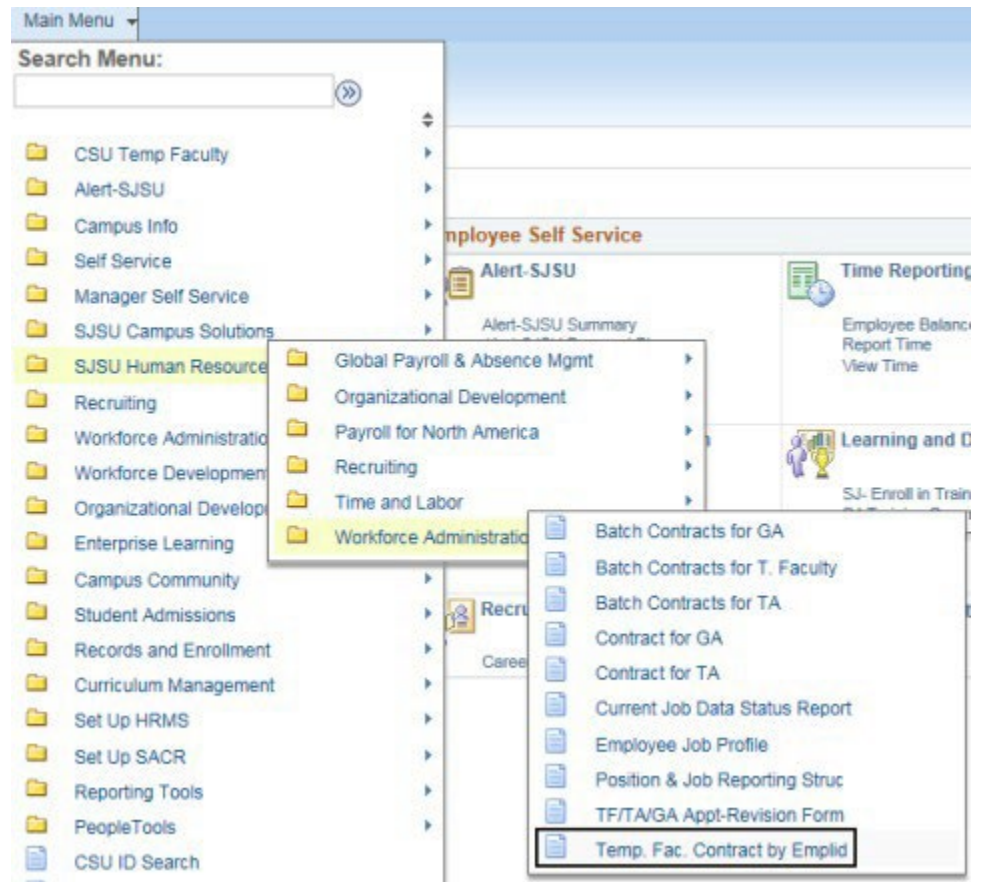 Main Menu
Search Menu:
CSU Temp Faculty
Alert-SJSU
Campus Info
Self Service
Manager Self Service
SJSU Campus Solutions
SJSU Human Resource
Recruiting
Workforce Administratio
Workforce Developmen
Organizational Develop
Enterprise Learning
Campus Community
Student Admissions
Records and Enrollment
Curriculum Management
Set Up HRMS
Set Up SACR
Reporting Tools
PeopleTools
CSU ID Search
Global Payroll & Absence Mgmt
Organizational Development
Payroll for North America
Recruiting
Time and Labor
Workforce Administratio
Batch Contracts for GA
Batch Contracts for T. Faculty
Batch Contracts for TA
Contract for GA
Contract for TA
Current Job Data Status Report
Employee Job Profile
Position & Job Reporting Struc
TF/TA/GA Appt-Revision Form
Temp. Fac. Contract by Emplid
mployee Self Service
Alert-SJSU
Alert-SJSU Summary
Time Reporting
Employee Balanc
Report Time
View Time
Learning and D
SJ- Enroll in Train
Recru
Caree